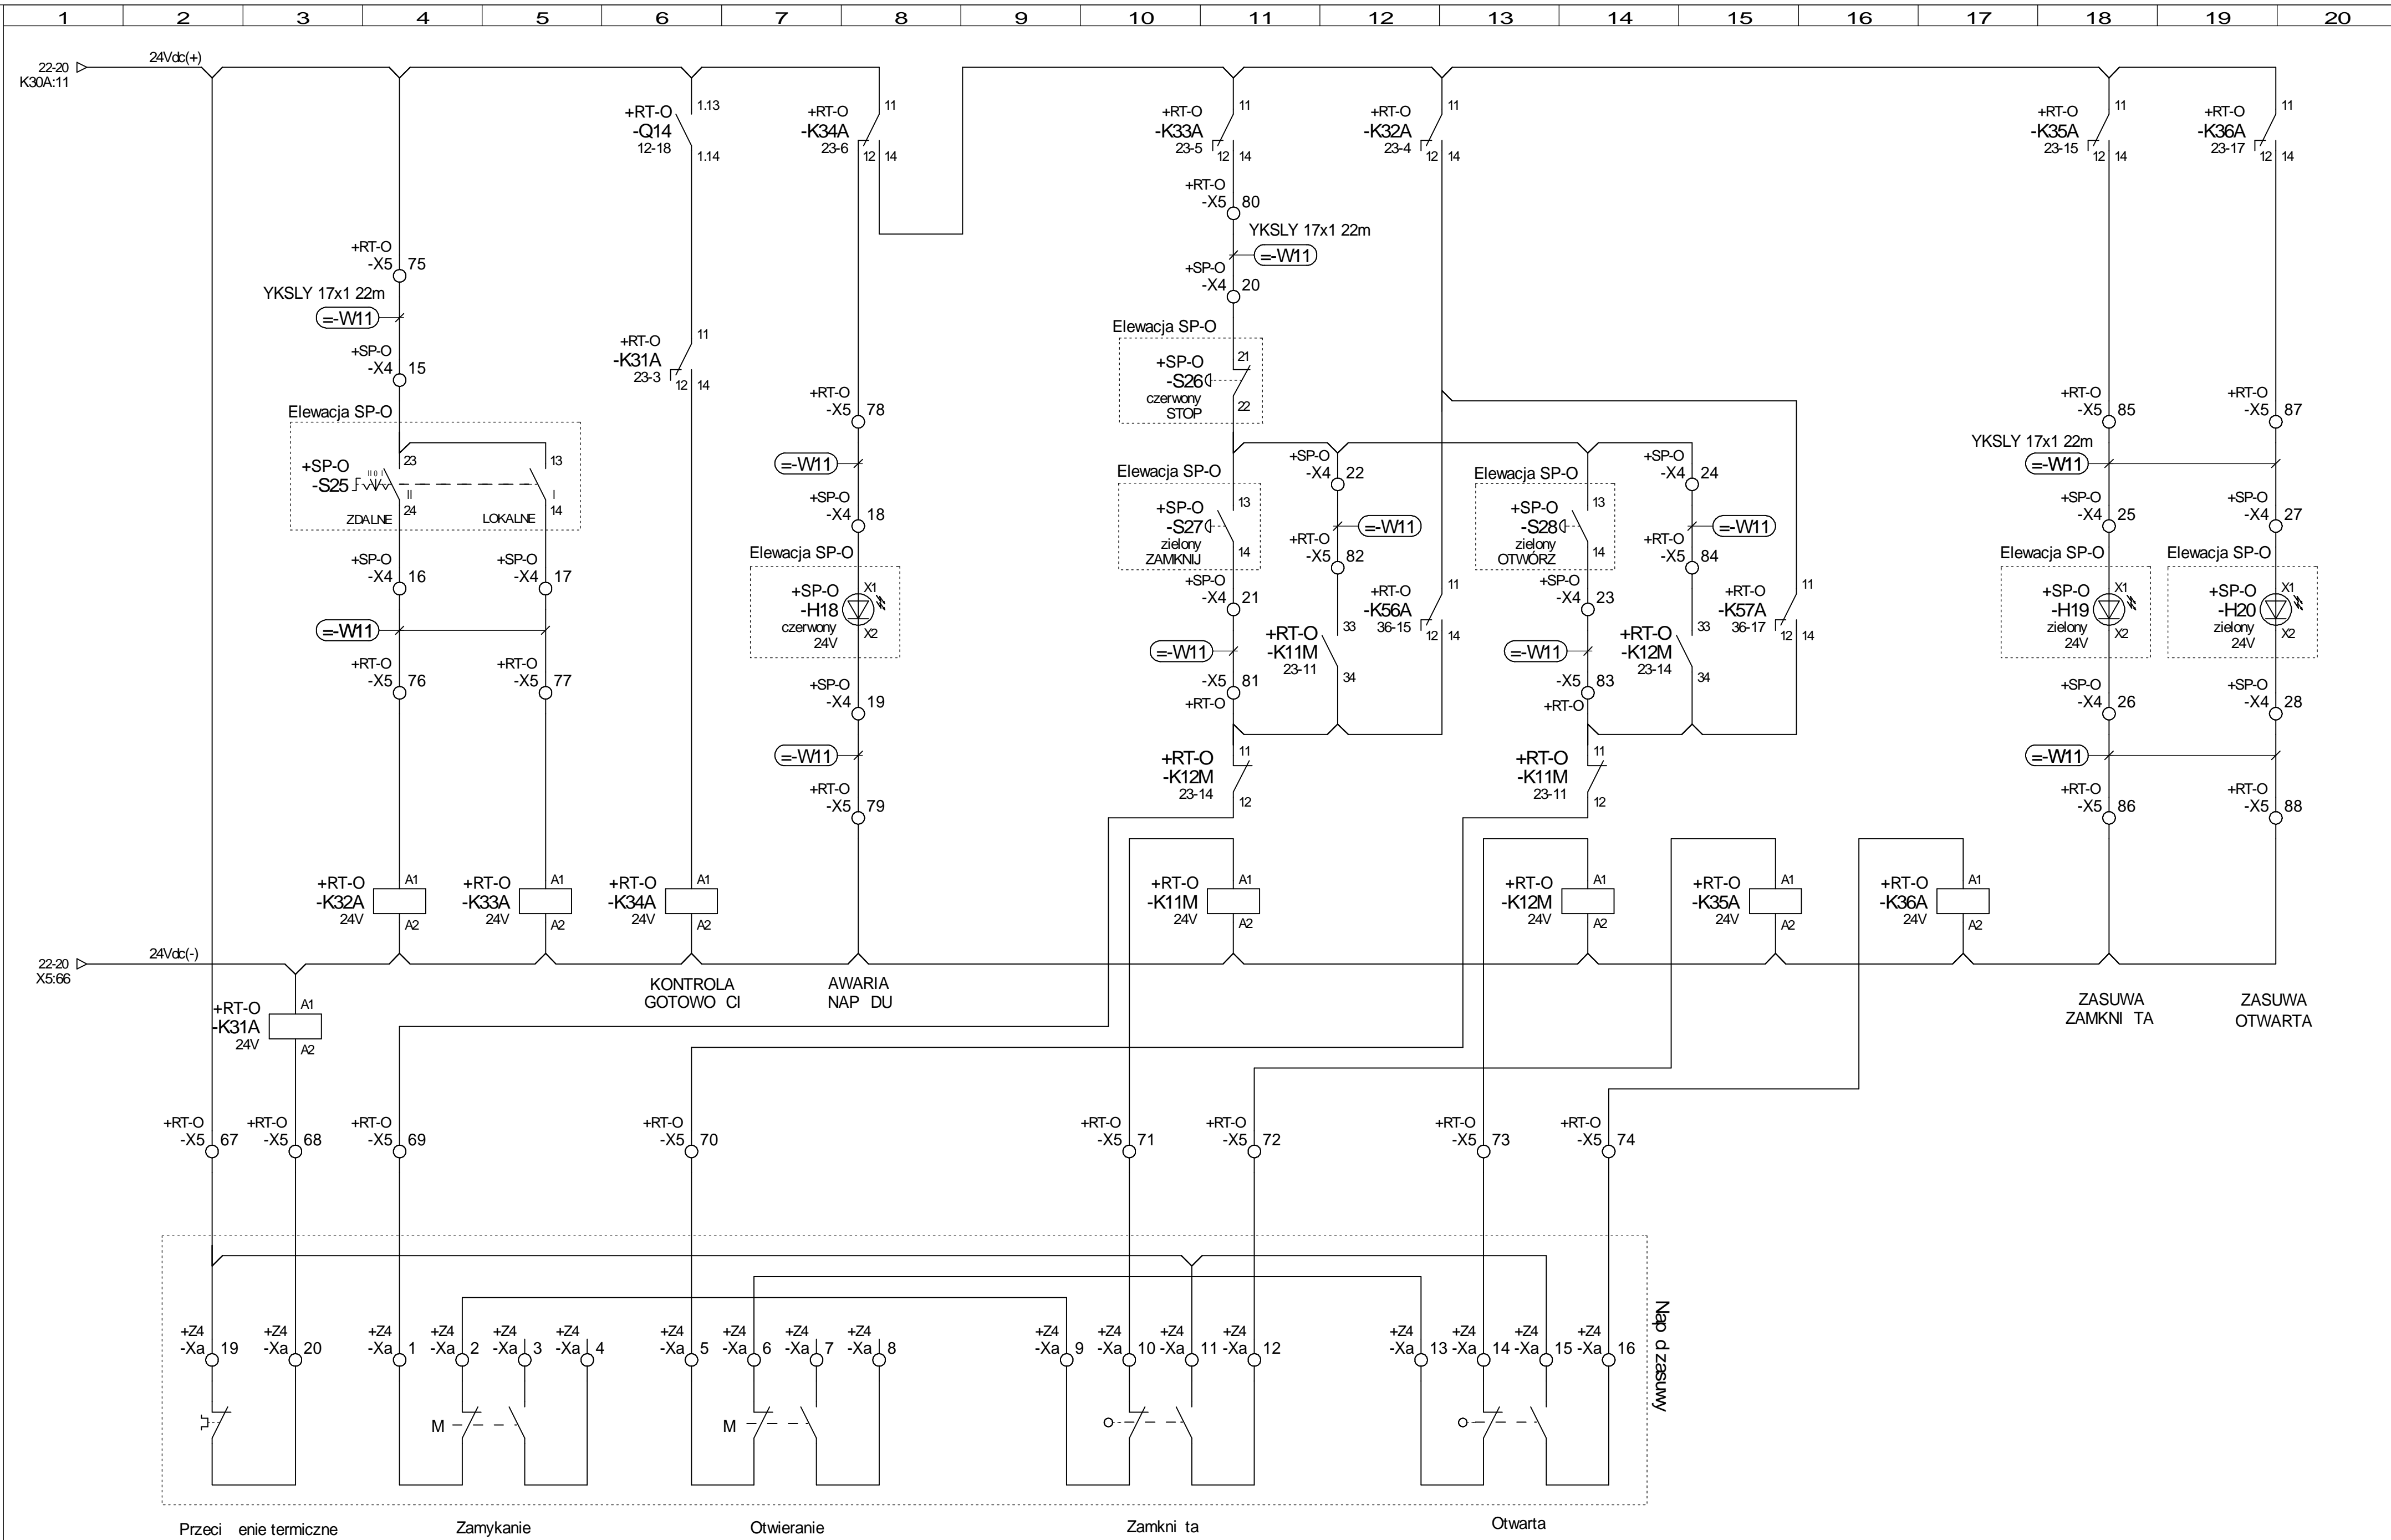 1 2 3 4 5 6 7 8 9 10 11 12 13 14 15 16 17 18 19 20
22-20
K30A:11
24Vdc(+)
+RT-O
-X5 75
YKSLY 17x1 22m
=-W11
+SP-O
-X4 15
Elewacja SP-O
+SP-O
-S25
II 0 I
23
II
24
ZDALNE
13
I
14
LOKALNE
+SP-O
-X4 16
+SP-O
-X4 17
=-W11
+RT-O
-X5 76
+RT-O
-X5 77
+RT-O
-K32A
24V
A1
A2
+RT-O
-K33A
24V
A1
A2
+RT-O
-Q14
12-18
1.13
1.14
+RT-O
-K31A
23-3
11
12 14
+RT-O
-K34A
24V
A1
A2
KONTROLA
GOTOWO CI
+RT-O
-K34A
23-6
11
12 14
+RT-O
-X5 78
=-W11
+SP-O
-X4 18
Elewacja SP-O
+SP-O
-H18
czerwony
24V
X1
X2
+SP-O
-X4 19
=-W11
+RT-O
-X5 79
AWARIA
NAP DU
+RT-O
-K33A
23-5
11
12 14
+RT-O
-X5 80
YKSLY 17x1 22m
=-W11
+SP-O
-X4 20
Elewacja SP-O
+SP-O
-S26
czerwony
STOP
21
22
Elewacja SP-O
+SP-O
-S27
zielony
ZAMKNIJ
13
14
+SP-O
-X4 21
=-W11
-X5 81
+RT-O
+RT-O
-K12M
23-14
11
12
+RT-O
-K11M
24V
A1
A2
+SP-O
-X4 22
=-W11
+RT-O
-X5 82
+RT-O
-K11M
23-11
33
34
+RT-O
-K32A
23-4
11
12 14
+RT-O
-K56A
36-15
11
12 14
Elewacja SP-O
+SP-O
-S28
zielony
OTWÓRZ
13
14
+SP-O
-X4 23
=-W11
-X5 83
+RT-O
+RT-O
-K11M
23-11
11
12
+RT-O
-K12M
24V
A1
A2
+SP-O
-X4 24
=-W11
+RT-O
-X5 84
+RT-O
-K12M
23-14
33
34
+RT-O
-K57A
36-17
11
12 14
+RT-O
-K35A
24V
A1
A2
+RT-O
-K36A
24V
A1
A2
+RT-O
-K35A
23-15
11
12 14
+RT-O
-X5 85
YKSLY 17x1 22m
=-W11
+SP-O
-X4 25
Elewacja SP-O
+SP-O
-H19
zielony
24V
X1
X2
+SP-O
-X4 26
=-W11
+RT-O
-X5 86
ZASUWA
ZAMKNI TA
+RT-O
-K36A
23-17
11
12 14
+RT-O
-X5 87
+SP-O
-X4 27
Elewacja SP-O
+SP-O
-H20
zielony
24V
X1
X2
+SP-O
-X4 28
+RT-O
-X5 88
ZASUWA
OTWARTA
22-20
X5:66
24Vdc(-)
+RT-O
-K31A
24V
A1
A2
+RT-O
-X5 67
+RT-O
-X5 68
+RT-O
-X5 69
+RT-O
-X5 70
+RT-O
-X5 71
+RT-O
-X5 72
+RT-O
-X5 73
+RT-O
-X5 74
+Z4
-Xa 19
+Z4
-Xa 20
+Z4
-Xa 1
+Z4
-Xa 2
+Z4
-Xa 3
+Z4
-Xa 4
+Z4
-Xa 5
+Z4
-Xa 6
+Z4
-Xa 7
+Z4
-Xa 8
+Z4
-Xa 9
+Z4
-Xa 10
+Z4
-Xa 11
+Z4
-Xa 12
+Z4
-Xa 13
+Z4
-Xa 14
+Z4
-Xa 15
+Z4
-Xa 16
M
M
Nap d zasuwy
Przeci enie termiczne
Zamykanie
Otwieranie
Zamkni ta
Otwarta